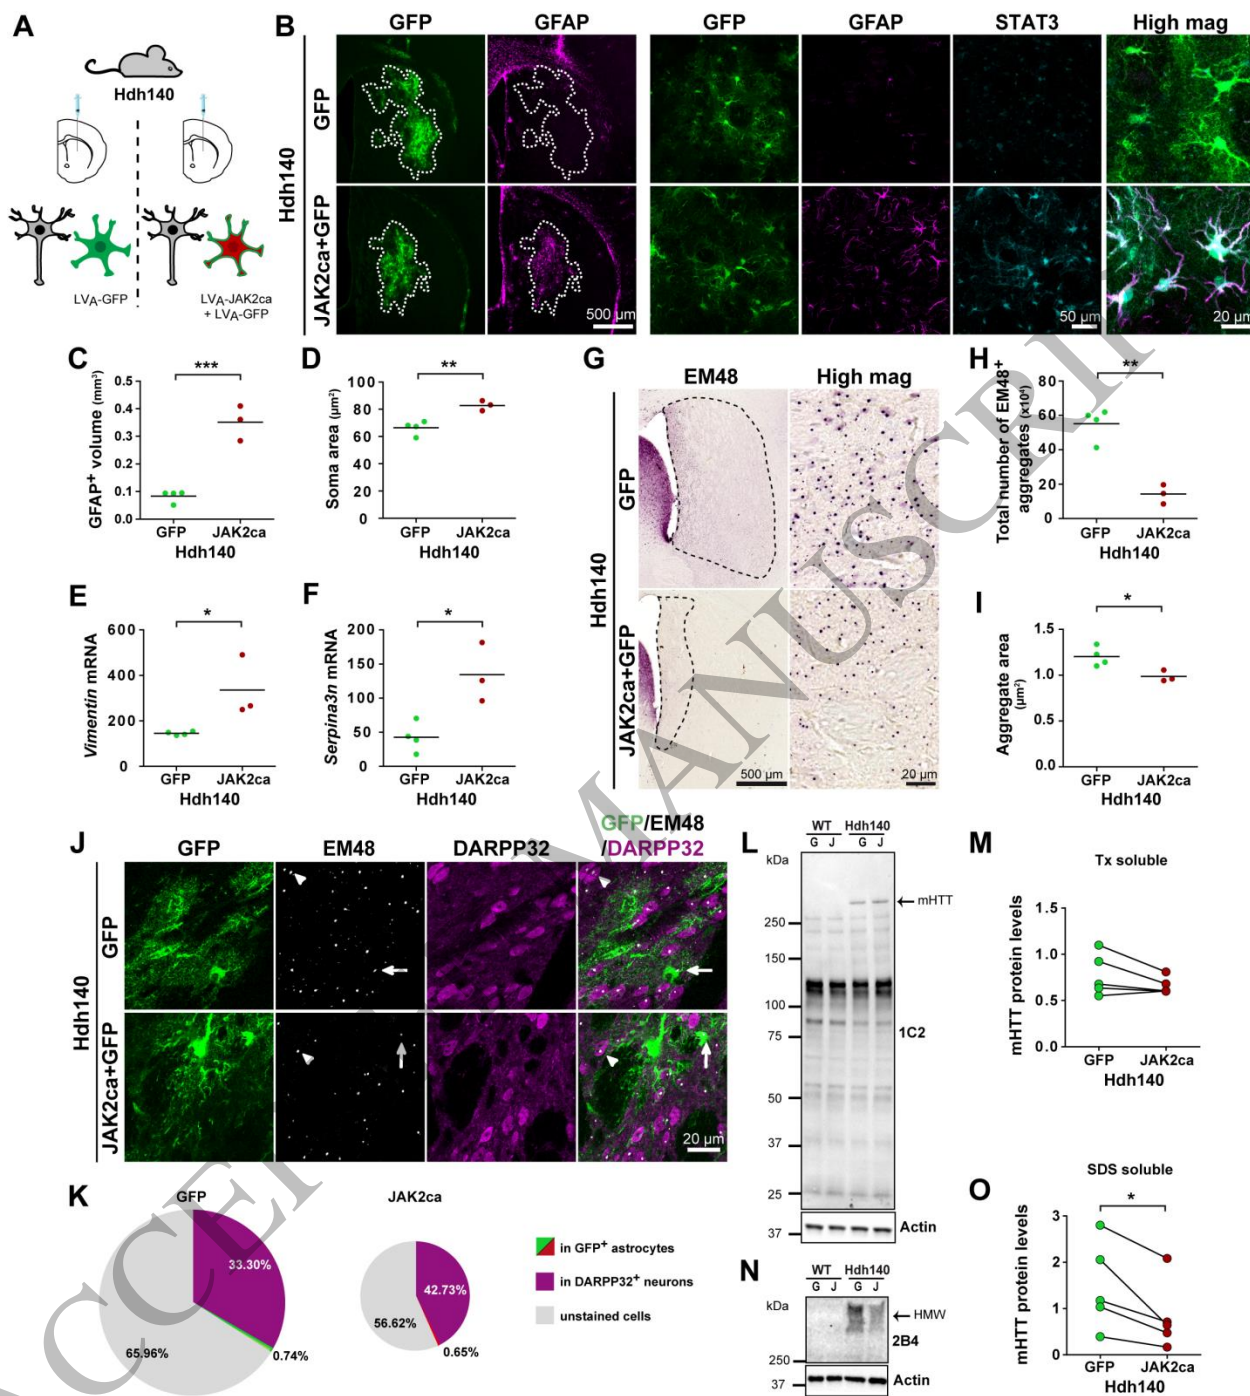 A
Hdh140
LVA-GFP
LVA-JAK2ca
+ LVA-GFP
B
GFP GFAP GFP GFAP STAT3 High mag
Hdh140
GFP
JAK2ca+GFP
500 µm
50 µm
20 µm
C
GFAP+ volume (mm³)
0.5
0.4
0.3
0.2
0.1
0.0
***
GFP JAK2ca
Hdh140
D
Soma area (µm²)
100
80
60
40
20
0
**
GFP JAK2ca
Hdh140
E
Vimentin mRNA
600
400
200
0
*
GFP JAK2ca
Hdh140
F
Serpina3n mRNA
200
150
100
50
0
*
GFP JAK2ca
Hdh140
G
EM48 High mag
Hdh140
GFP
JAK2ca+GFP
500 µm
20 µm
H
Total number of EM48+
aggregates (x10⁴)
80
60
40
20
0
**
GFP JAK2ca
Hdh140
I
Aggregate area
(µm²)
1.5
1.0
0.5
0.0
*
GFP JAK2ca
Hdh140
J
GFP EM48 DARPP32
GFP/EM48
/DARPP32
Hdh140
GFP
JAK2ca+GFP
20 µm
K
GFP
33.30%
65.96%
0.74%
JAK2ca
42.73%
56.62%
0.65%
in GFP+ astrocytes
in DARPP32+ neurons
unstained cells
L
WT Hdh140
kDa G J G J
mHTT
250
150
100
75
50
37
25
1C2
37
Actin
M
Tx soluble
mHTT protein levels
1.5
1.0
0.5
0.0
GFP JAK2ca
Hdh140
N
WT Hdh140
G J G J
kDa
HMW
2B4
250
37
Actin
O
SDS soluble
mHTT protein levels
3
2
1
0
*
GFP JAK2ca
Hdh140